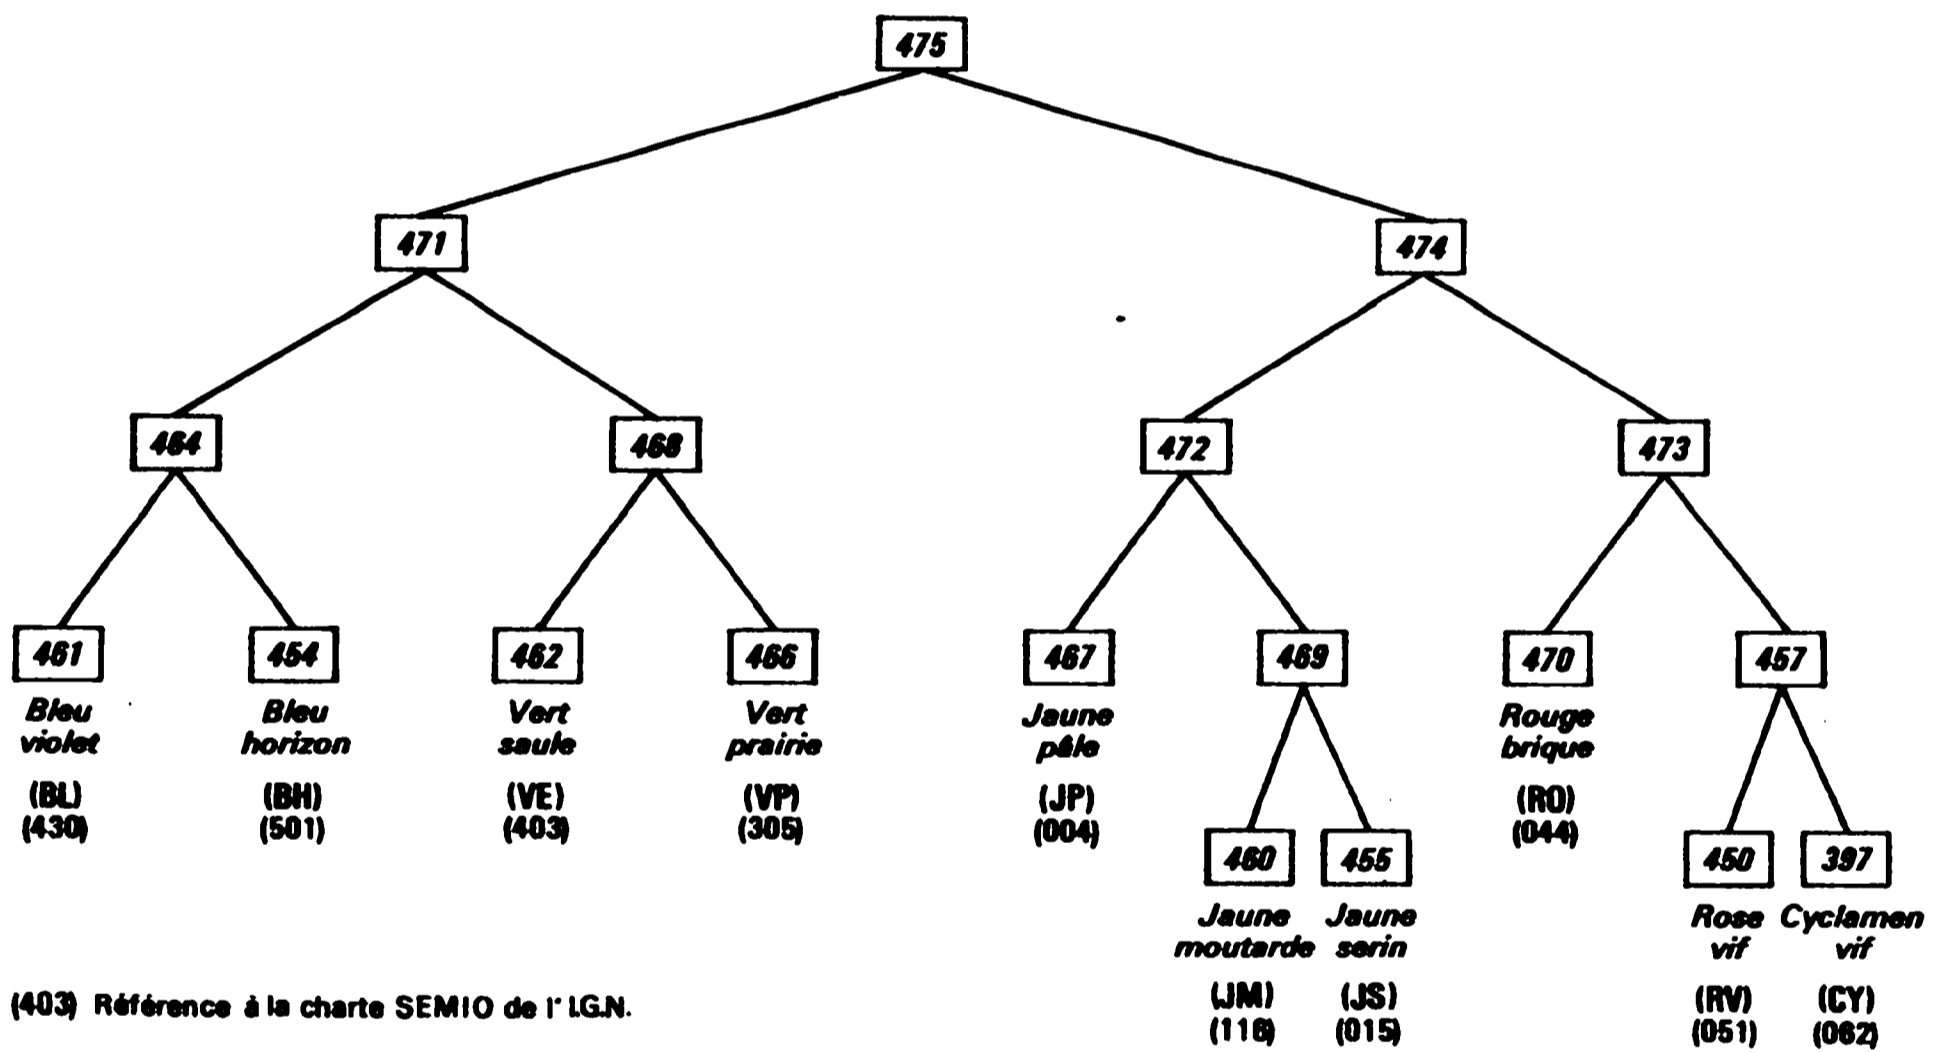 475
471
474
464
468
472
473
461
454
462
466
467
469
470
457
Bleu
violet
(BL)
(430)
Bleu
horizon
(BH)
(501)
Vert
saule
(VE)
(403)
Vert
prairie
(VP)
(305)
Jaune
pâle
(JP)
(004)
Rouge
brique
(RO)
(044)
460
455
450
397
Jaune
moutarde
(JM)
(116)
Jaune
serin
(JS)
(015)
Rose
vif
(RV)
(051)
Cyclamen
vif
(CY)
(062)
(403) Référence à la charte SEMIO de l' I.G.N.